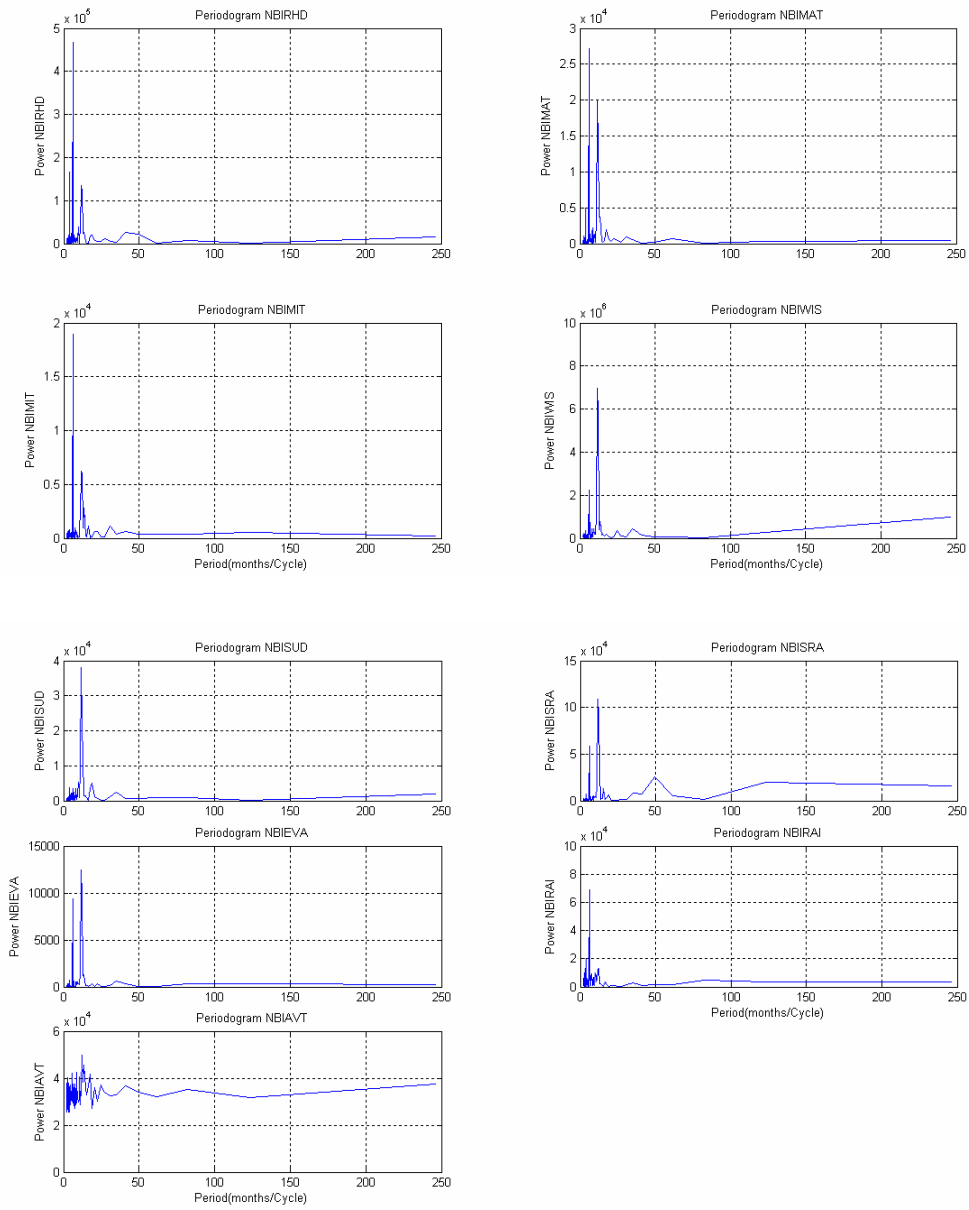 Periodogram NBIRHD
x 10^5
Power NBIRHD
5
4
3
2
1
0
0 50 100 150 200 250
Periodogram NBIMAT
x 10^4
Power NBIMAT
3
2.5
2
1.5
1
0.5
0
0 50 100 150 200 250
Periodogram NBIMIT
x 10^4
Power NBIMIT
2
1.5
1
0.5
0
0 50 100 150 200 250
Period(months/Cycle)
Periodogram NBIWIS
x 10^6
Power NBIWIS
10
8
6
4
2
0
0 50 100 150 200 250
Period(months/Cycle)
Periodogram NBISUD
x 10^4
Power NBISUD
4
3
2
1
0
0 50 100 150 200 250
Periodogram NBISRA
x 10^4
Power NBISRA
15
10
5
0
0 50 100 150 200 250
Periodogram NBIEVA
Power NBIEVA
15000
10000
5000
0
0 50 100 150 200 250
Periodogram NBIRAI
x 10^4
Power NBIRAI
10
8
6
4
2
0
0 50 100 150 200 250
Period(months/Cycle)
Periodogram NBIAVT
x 10^4
Power NBIAVT
6
4
2
0
0 50 100 150 200 250
Period(months/Cycle)